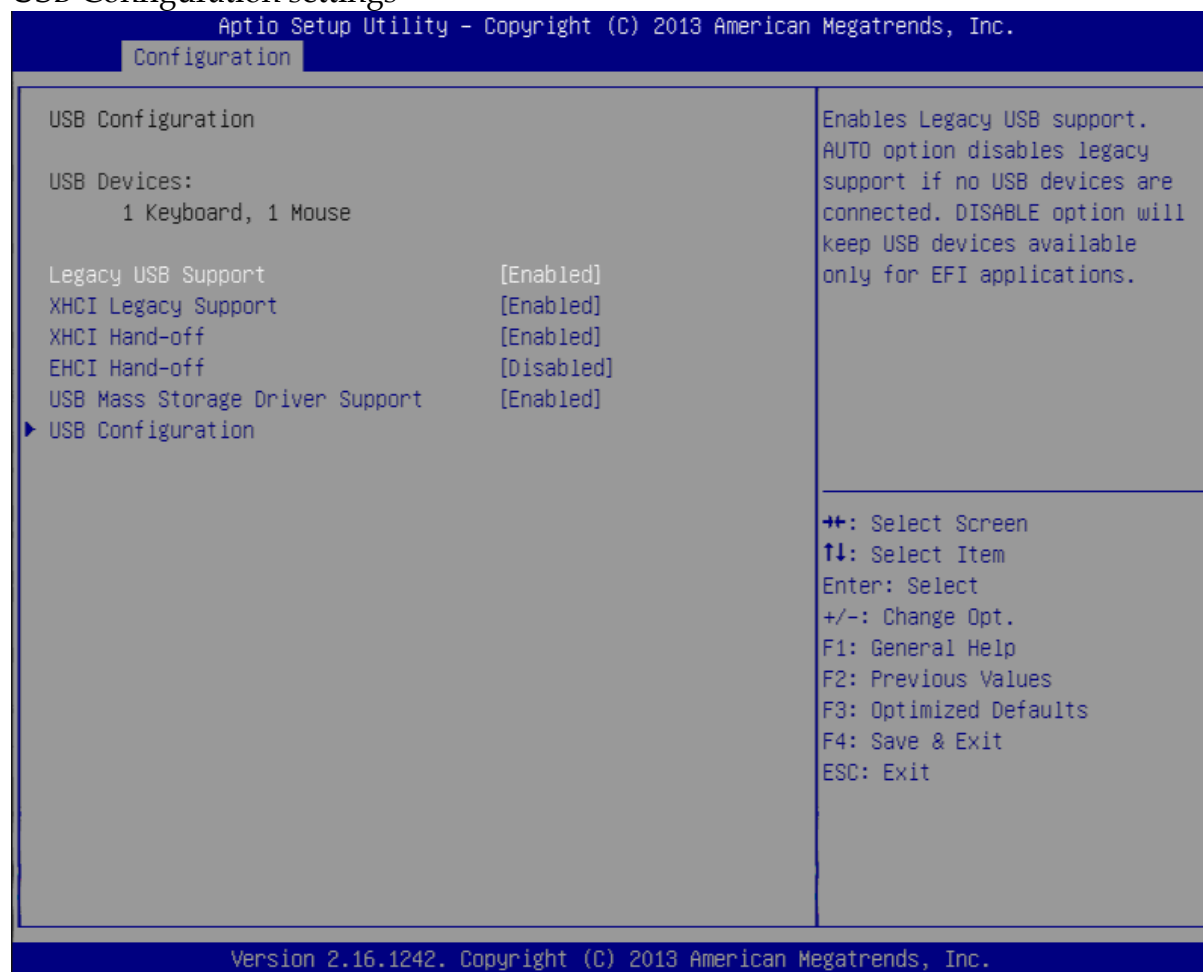 USB Configuration settings
Aptio Setup Utility – Copyright (C) 2013 American Megatrends, Inc.
Configuration
USB Configuration
USB Devices:
1 Keyboard, 1 Mouse
Legacy USB Support [Enabled]
XHCI Legacy Support [Enabled]
XHCI Hand-off [Enabled]
EHCI Hand-off [Disabled]
USB Mass Storage Driver Support [Enabled]
USB Configuration
Enables Legacy USB support.
AUTO option disables legacy
support if no USB devices are
connected. DISABLE option will
keep USB devices available
only for EFI applications.
→←: Select Screen
↑↓: Select Item
Enter: Select
+/-: Change Opt.
F1: General Help
F2: Previous Values
F3: Optimized Defaults
F4: Save & Exit
ESC: Exit
Version 2.16.1242. Copyright (C) 2013 American Megatrends, Inc.